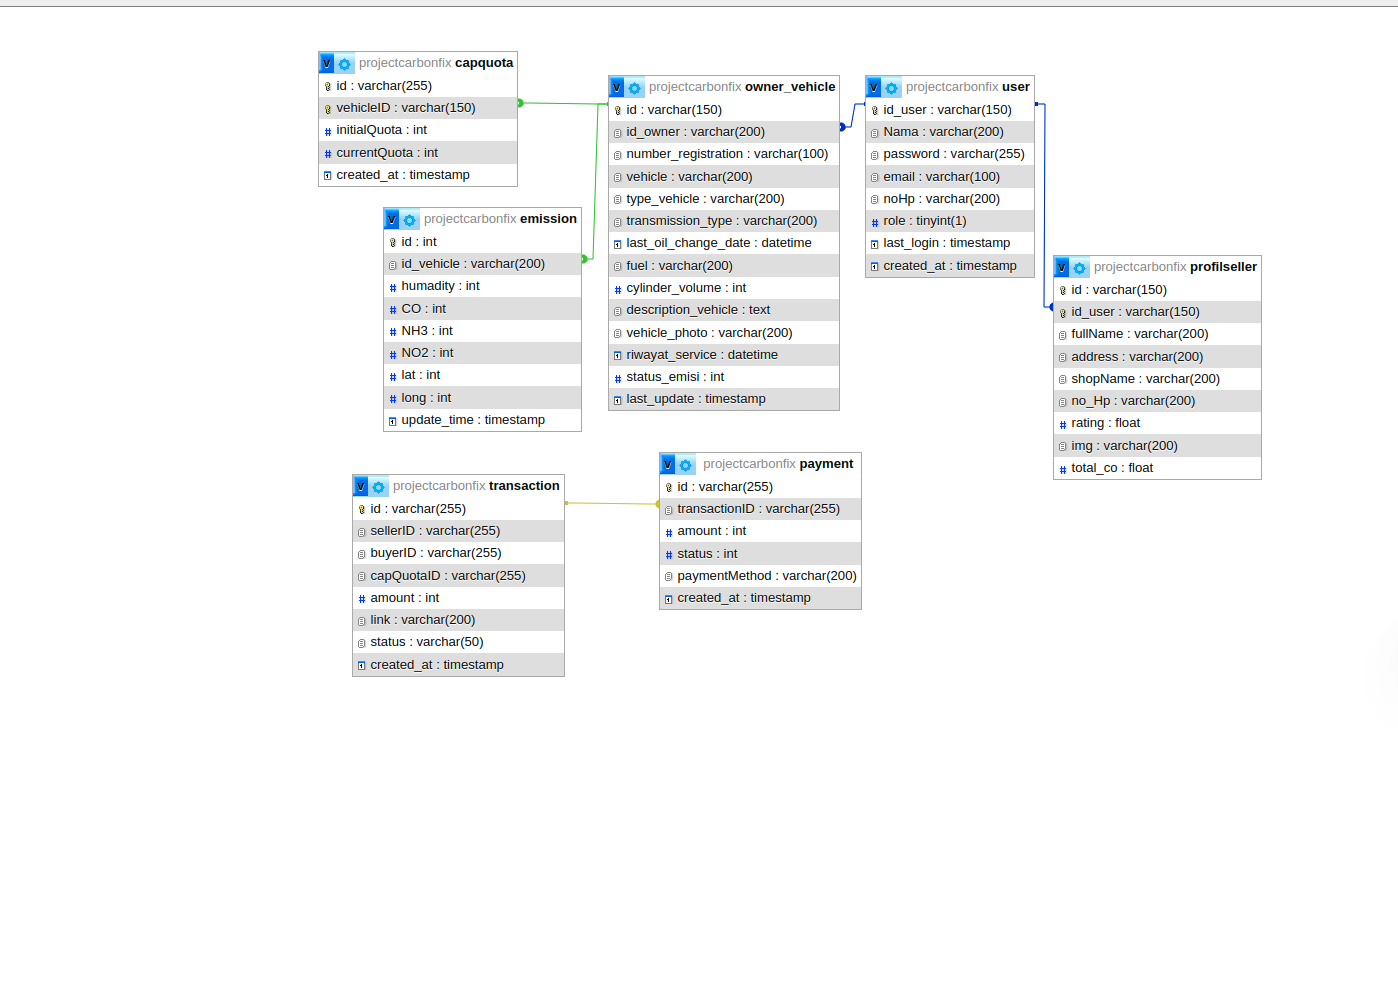 projectcarbonfix capquota
id : varchar(255)
vehicleID : varchar(150)
initialQuota : int
currentQuota : int
created_at : timestamp
projectcarbonfix emission
id : int
id_vehicle : varchar(200)
humadity : int
CO : int
NH3 : int
NO2 : int
lat : int
long : int
update_time : timestamp
projectcarbonfix owner_vehicle
id : varchar(150)
id_owner : varchar(200)
number_registration : varchar(100)
vehicle : varchar(200)
type_vehicle : varchar(200)
transmission_type : varchar(200)
last_oil_change_date : datetime
fuel : varchar(200)
cylinder_volume : int
description_vehicle : text
vehicle_photo : varchar(200)
riwayat_service : datetime
status_emisi : int
last_update : timestamp
projectcarbonfix user
id_user : varchar(150)
Nama : varchar(200)
password : varchar(255)
email : varchar(100)
noHp : varchar(200)
role : tinyint(1)
last_login : timestamp
created_at : timestamp
projectcarbonfix profilseller
id : varchar(150)
id_user : varchar(150)
fullName : varchar(200)
address : varchar(200)
shopName : varchar(200)
no_Hp : varchar(200)
rating : float
img : varchar(200)
total_co : float
projectcarbonfix transaction
id : varchar(255)
sellerID : varchar(255)
buyerID : varchar(255)
capQuotaID : varchar(255)
amount : int
link : varchar(200)
status : varchar(50)
created_at : timestamp
projectcarbonfix payment
id : varchar(255)
transactionID : varchar(255)
amount : int
status : int
paymentMethod : varchar(200)
created_at : timestamp